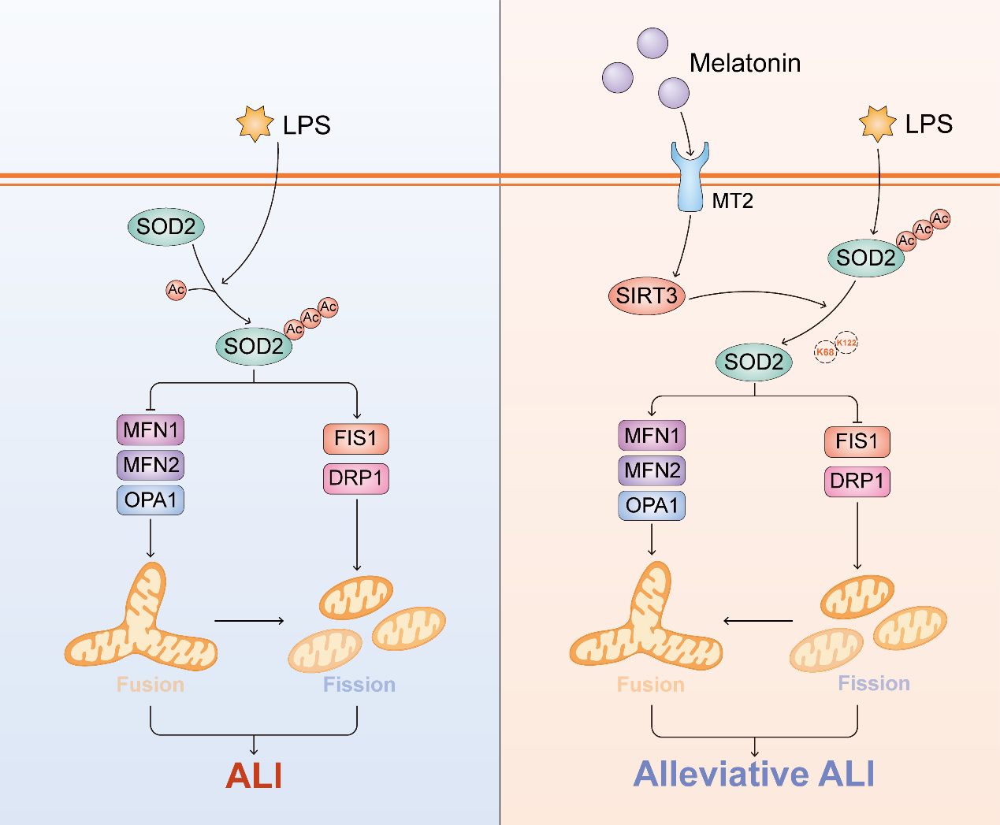 LPS
SOD2
Ac
Ac
Ac
Ac
SOD2
MFN1
MFN2
OPA1
FIS1
DRP1
Fusion
Fission
ALI
Melatonin
LPS
MT2
Ac
Ac
Ac
SOD2
SIRT3
K122
K68
SOD2
MFN1
MFN2
OPA1
FIS1
DRP1
Fusion
Fission
Alleviative ALI